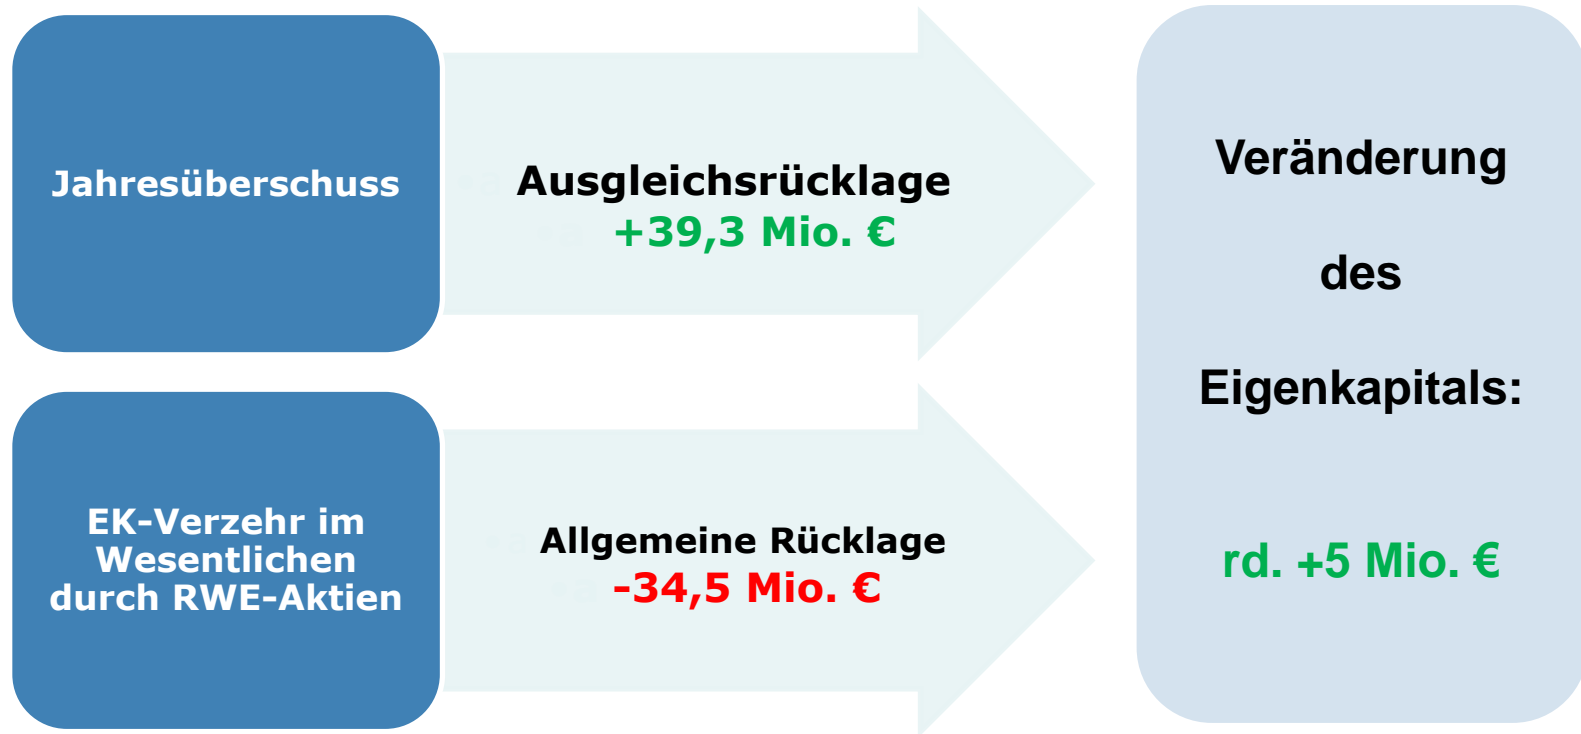 Jahresüberschuss
Ausgleichsrücklage
+39,3 Mio. €
EK-Verzehr im
Wesentlichen
durch RWE-Aktien
Allgemeine Rücklage
-34,5 Mio. €
Veränderung
des
Eigenkapitals:
rd. +5 Mio. €